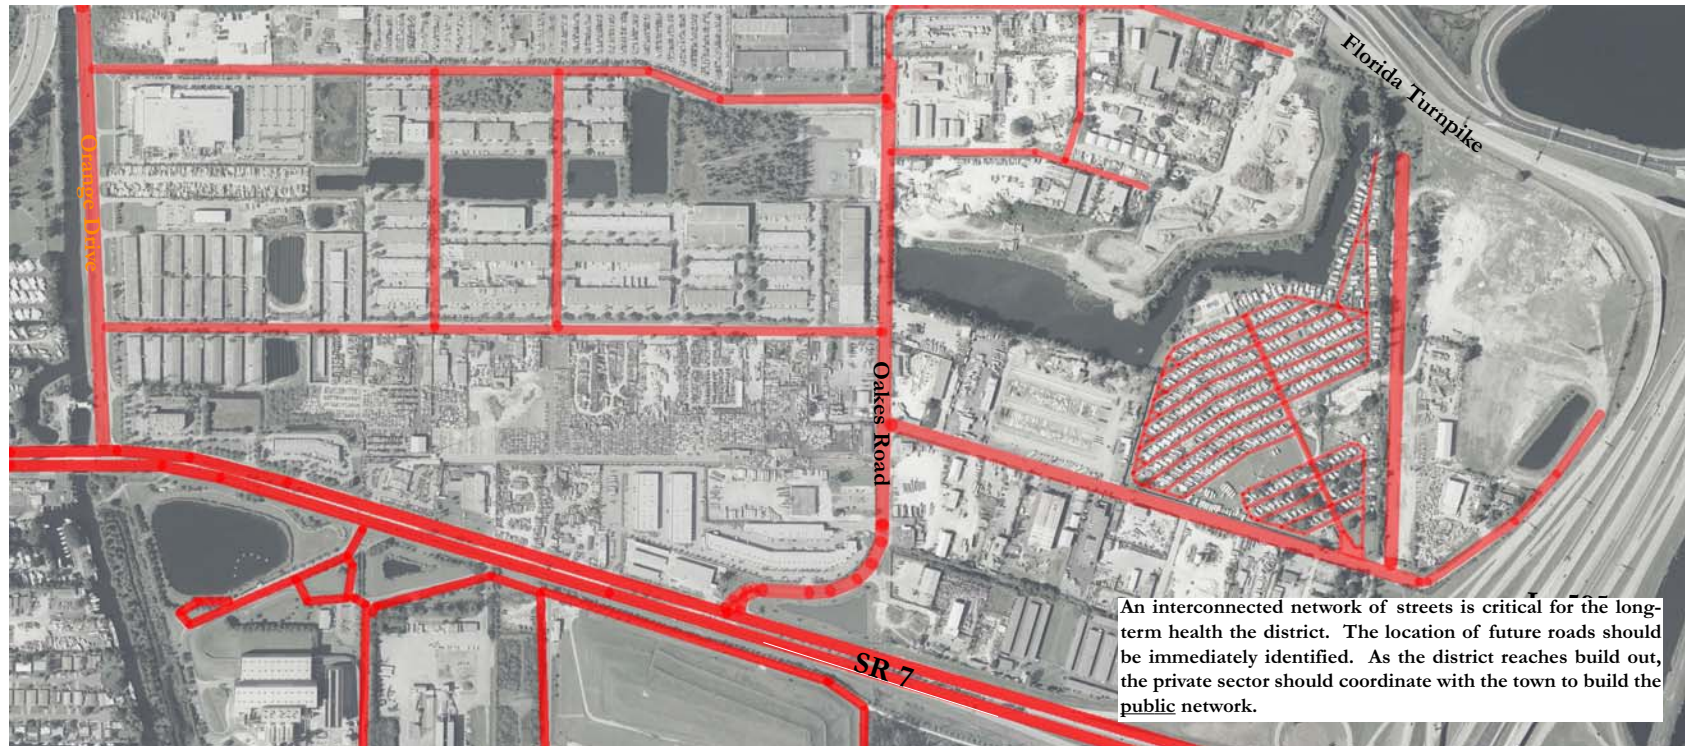 Florida Turnpike
Orange Drive
Oakes Road
SR 7
An interconnected network of streets is critical for the long-
term health the district. The location of future roads should
be immediately identified. As the district reaches build out,
the private sector should coordinate with the town to build the
public network.